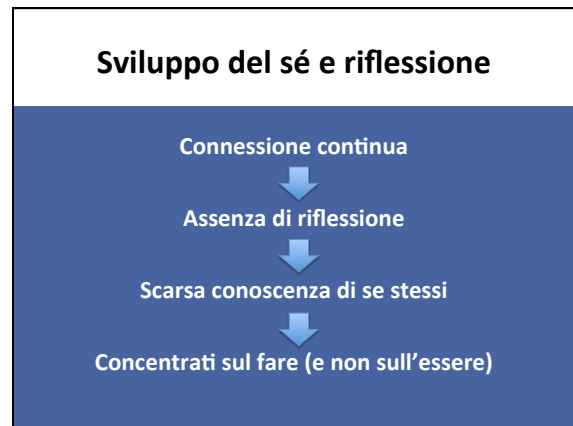 Sviluppo del sé e riflessione
Connessione continua
Assenza di riflessione
Scarsa conoscenza di se stessi
Concentrati sul fare (e non sull’essere)